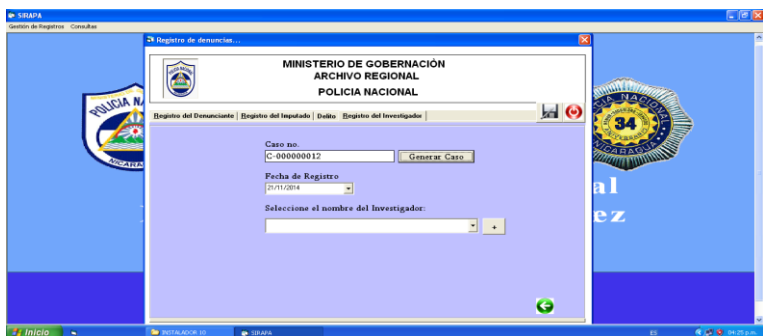 SIRAPA
Gestión de Registros Consultas
Registro de denuncias...
MINISTERIO DE GOBERNACIÓN
ARCHIVO REGIONAL
POLICIA NACIONAL
Registro del Denunciante Registro del Imputado Delito Registro del Investigador
Caso no.
C-000000012 Generar Caso
Fecha de Registro
21/11/2014
Seleccione el nombre del Investigador:
+
POLICIA NA
NICARA
NACIONAL
34
NICARAGUA
al
ez
Inicio INSTALADOR 10 SIRAPA ES 04:25 p.m.